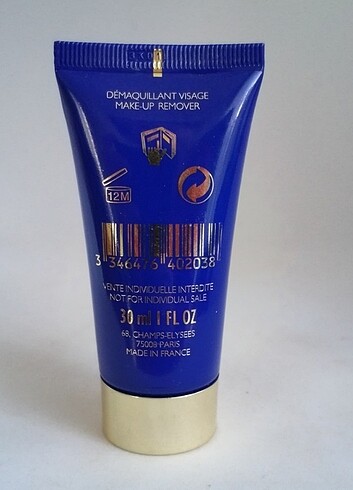 DÉMAQUILLANT VISAGE
MAKE-UP REMOVER
12M
3 346476 402038
VENTE INDIVIDUELLE INTERDITE
NOT FOR INDIVIDUAL SALE
30 ml 1 FL OZ
68, CHAMPS-ELYSEES
75008-PARIS
MADE IN FRANCE